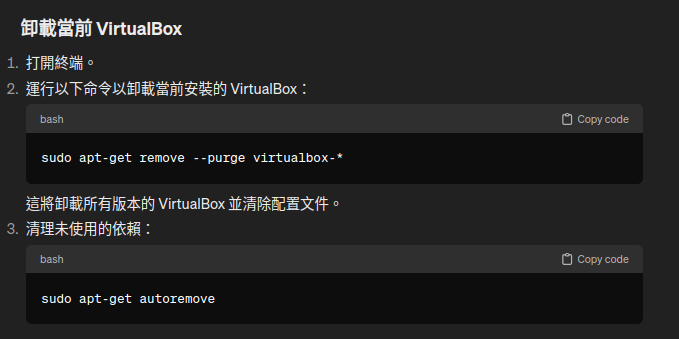 卸載當前 VirtualBox
1. 打開終端。
2. 運行以下命令以卸載當前安裝的 VirtualBox：
bash Copy code
sudo apt-get remove --purge virtualbox-*
這將卸載所有版本的 VirtualBox 並清除配置文件。
3. 清理未使用的依賴：
bash Copy code
sudo apt-get autoremove